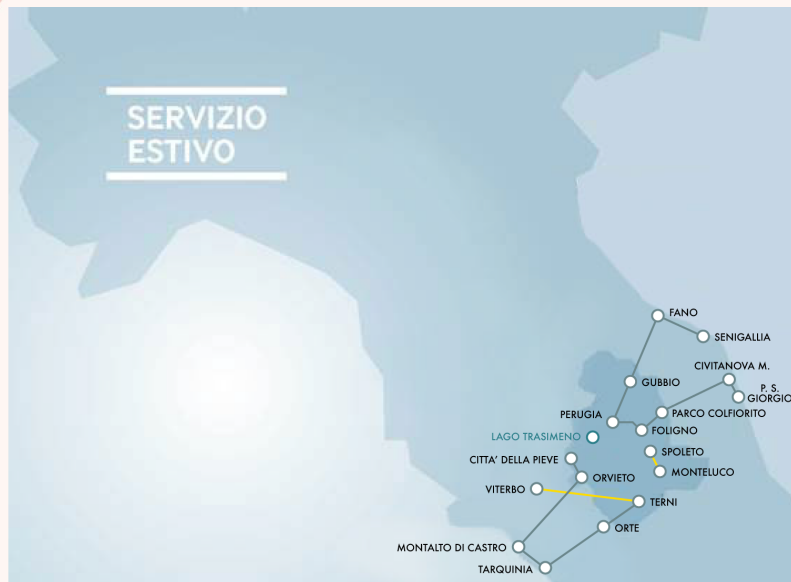 SERVIZIO
ESTIVO
FANO
SENIGALLIA
CIVITANOVA M.
P. S.
GIORGIO
GUBBIO
PERUGIA
PARCO COLFIORITO
FOLIGNO
LAGO TRASIMENO
SPOLETO
CITTA' DELLA PIEVE
MONTELUCO
ORVIETO
VITERBO
TERNI
ORTE
MONTALTO DI CASTRO
TARQUINIA